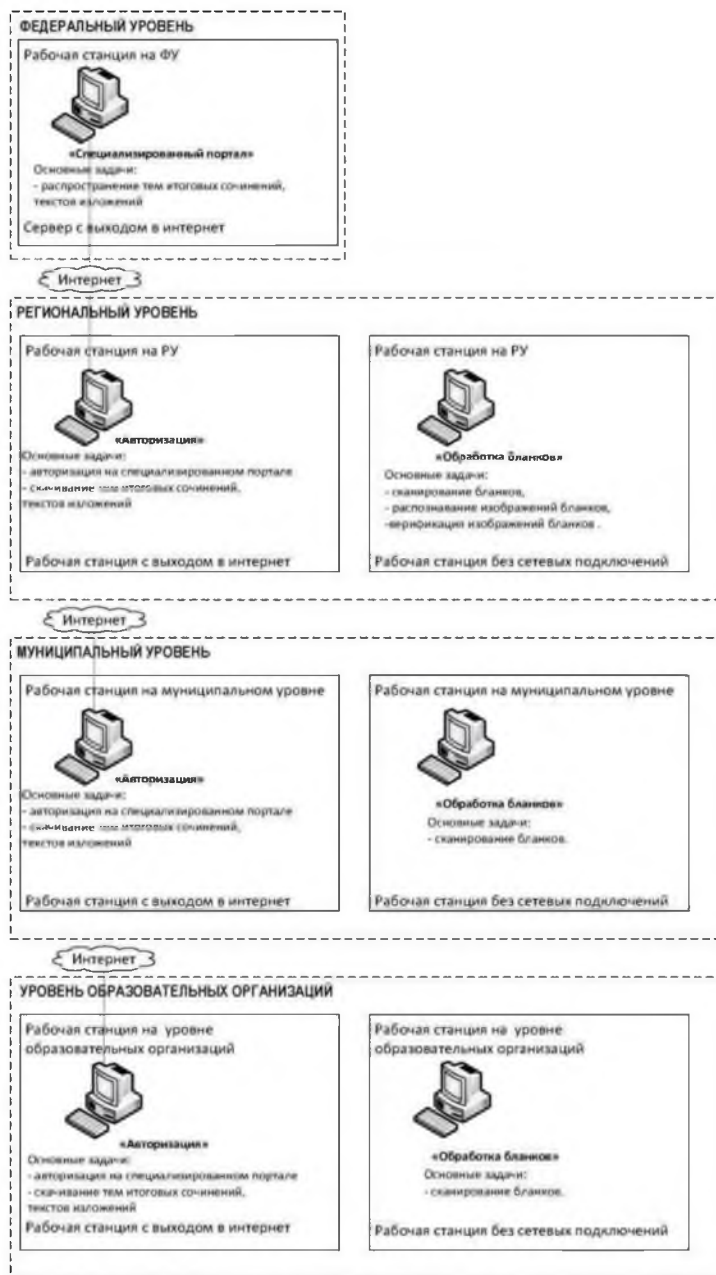 ФЕДЕРАЛЬНЫЙ УРОВЕНЬ
Рабочая станция на ФУ
«Специализированный портал»
Основные задачи:
- распространение тем итоговых сочинений,
текстов изложений
Сервер с выходом в интернет
Интернет
РЕГИОНАЛЬНЫЙ УРОВЕНЬ
Рабочая станция на РУ
«Авторизация»
Основные задачи:
- авторизация на специализированном портале
- скачивание тем итоговых сочинений,
текстов изложений
Рабочая станция с выходом в интернет
Рабочая станция на РУ
«Обработка бланков»
Основные задачи:
- сканирование бланков,
- распознавание изображений бланков,
-верификация изображений бланков .
Рабочая станция без сетевых подключений
Интернет
МУНИЦИПАЛЬНЫЙ УРОВЕНЬ
Рабочая станция на муниципальном уровне
«Авторизация»
Основные задачи:
- авторизация на специализированном портале
- скачивание тем итоговых сочинений,
текстов изложений
Рабочая станция с выходом в интернет
Рабочая станция на муниципальном уровне
«Обработка бланков»
Основные задачи:
- сканирование бланков.
Рабочая станция без сетевых подключений
Интернет
УРОВЕНЬ ОБРАЗОВАТЕЛЬНЫХ ОРГАНИЗАЦИЙ
Рабочая станция на уровне
образовательных организаций
«Авторизация»
Основные задачи:
- авторизация на специализированном портале
- скачивание тем итоговых сочинений,
текстов изложений
Рабочая станция с выходом в интернет
Рабочая станция на уровне
образовательных организаций
«Обработка бланков»
Основные задачи:
- сканирование бланков.
Рабочая станция без сетевых подключений